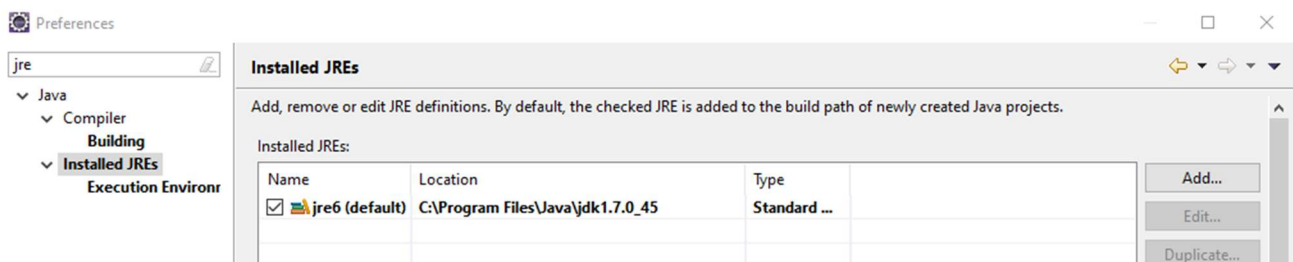 Preferences
jre
Installed JREs
Java
Add, remove or edit JRE definitions. By default, the checked JRE is added to the build path of newly created Java projects.
Compiler
Building
Installed JREs:
Installed JREs
Name Location Type
Add...
Execution Environr
jre6 (default) C:\Program Files\Java\jdk1.7.0_45 Standard ...
Edit...
Duplicate...